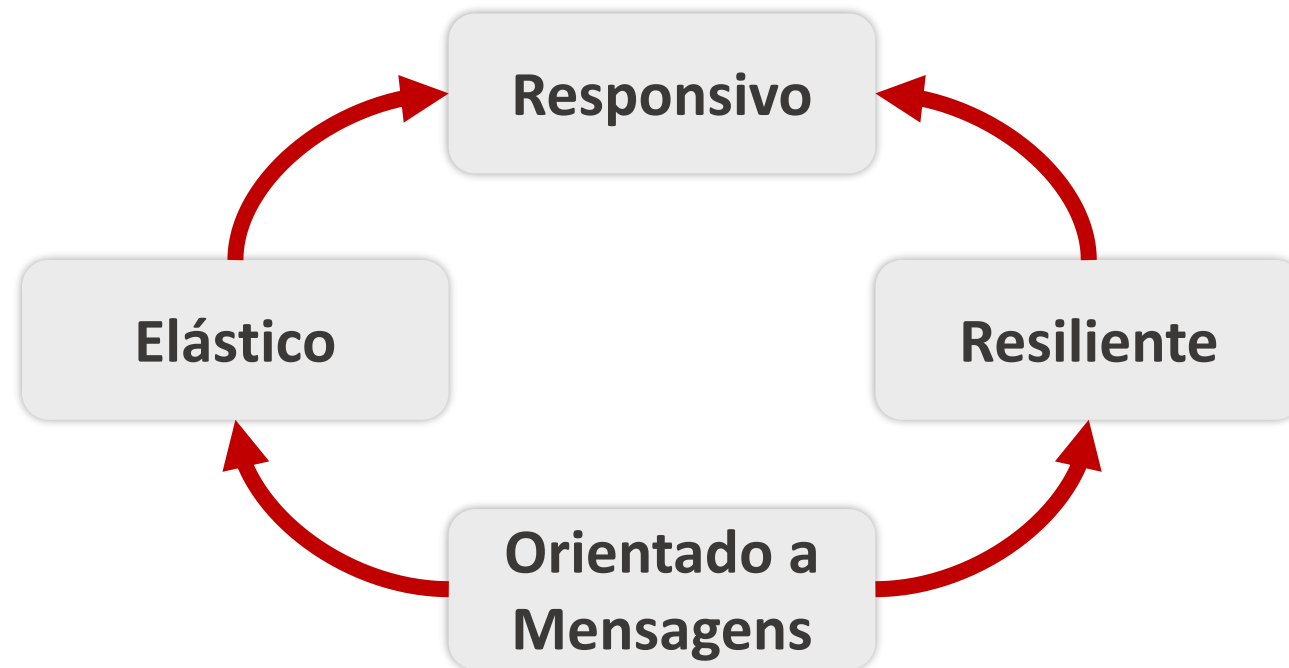 Responsivo
Elástico
Resiliente
Orientado a
Mensagens